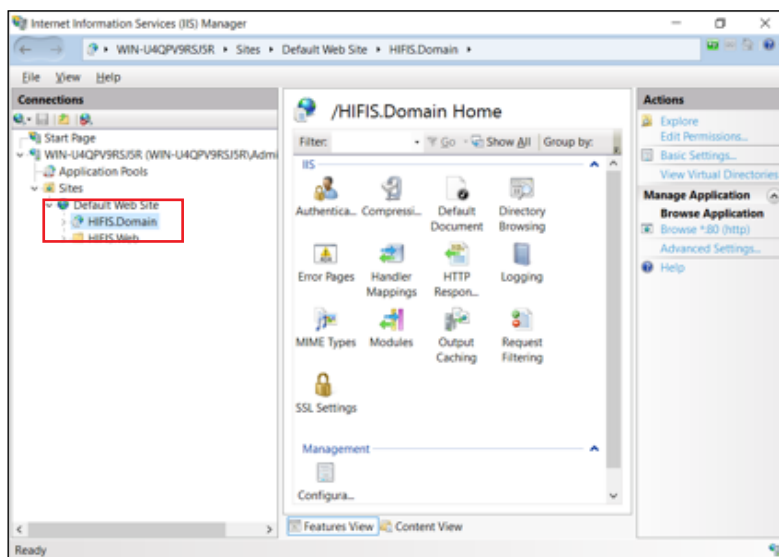 Internet Information Services (IIS) Manager
WIN-U4QPV9RSJ5R Sites Default Web Site HIFIS.Domain
File View Help
Connections
Start Page
WIN-U4QPV9RSJ5R (WIN-U4QPV9RSJ5R\Admi
Application Pools
Sites
Default Web Site
HIFIS.Domain
HIFIS.Web
/HIFIS.Domain Home
Filter: Go Show All Group by:
IIS
Authentica... Compressi... Default Document Directory Browsing
Error Pages Handler Mappings HTTP Respon... Logging
MIME Types Modules Output Caching Request Filtering
SSL Settings
Management
Configura...
Features View Content View
Actions
Explore
Edit Permissions...
Basic Settings...
View Virtual Directories
Manage Application
Browse Application
Browse *:80 (http)
Advanced Settings...
Help
Ready